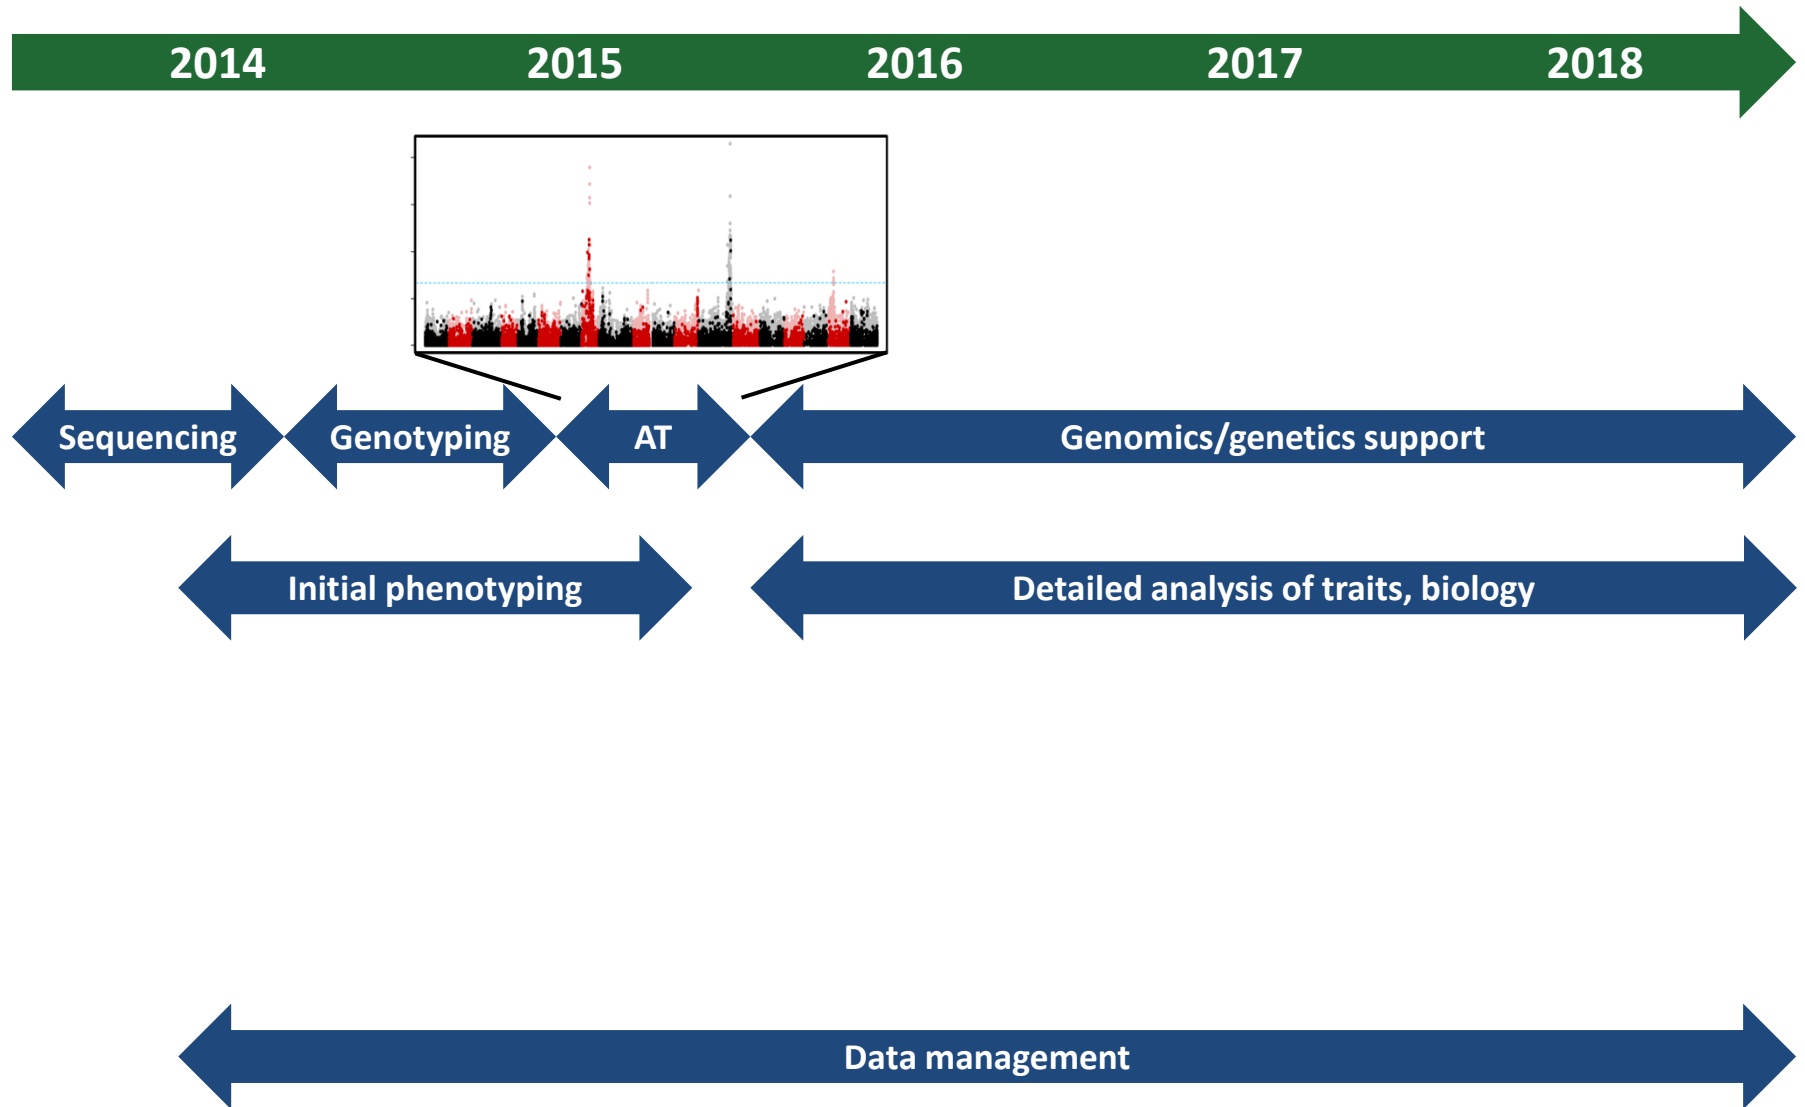 2014 2015 2016 2017 2018
Sequencing Genotyping AT Genomics/genetics support
Initial phenotyping Detailed analysis of traits, biology
Data management